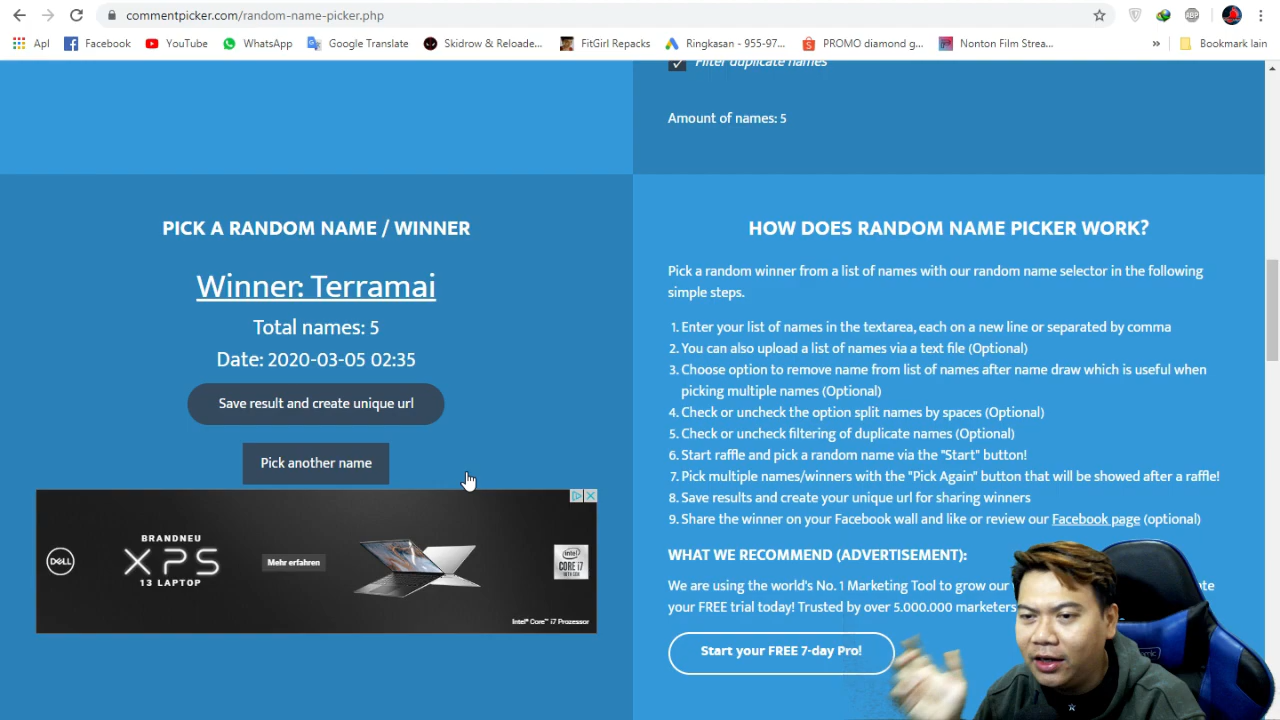 commentpicker.com/random-name-picker.php
ABP
Apl
Facebook
YouTube
WhatsApp
Google Translate
Skidrow & Reloade...
FitGirl Repacks
Ringkasan - 955-97...
PROMO diamond g...
Nonton Film Strea...
»
Bookmark lain
Filter duplicate names
Amount of names: 5
PICK A RANDOM NAME / WINNER
Winner: Terramai
Total names: 5
Date: 2020-03-05 02:35
Save result and create unique url
Pick another name
DELL
BRANDNEU
XPS
13 LAPTOP
Mehr erfahren
intel
CORE i7
Intel® Core™ i7 Prozessor
HOW DOES RANDOM NAME PICKER WORK?
Pick a random winner from a list of names with our random name selector in the following
simple steps.
1. Enter your list of names in the textarea, each on a new line or separated by comma
2. You can also upload a list of names via a text file (Optional)
3. Choose option to remove name from list of names after name draw which is useful when
picking multiple names (Optional)
4. Check or uncheck the option split names by spaces (Optional)
5. Check or uncheck filtering of duplicate names (Optional)
6. Start raffle and pick a random name via the "Start" button!
7. Pick multiple names/winners with the "Pick Again" button that will be showed after a raffle!
8. Save results and create your unique url for sharing winners
9. Share the winner on your Facebook wall and like or review our Facebook page (optional)
WHAT WE RECOMMEND (ADVERTISEMENT):
We are using the world's No. 1 Marketing Tool to grow our
your FREE trial today! Trusted by over 5.000.000 marketers
Start your FREE 7-day Pro!